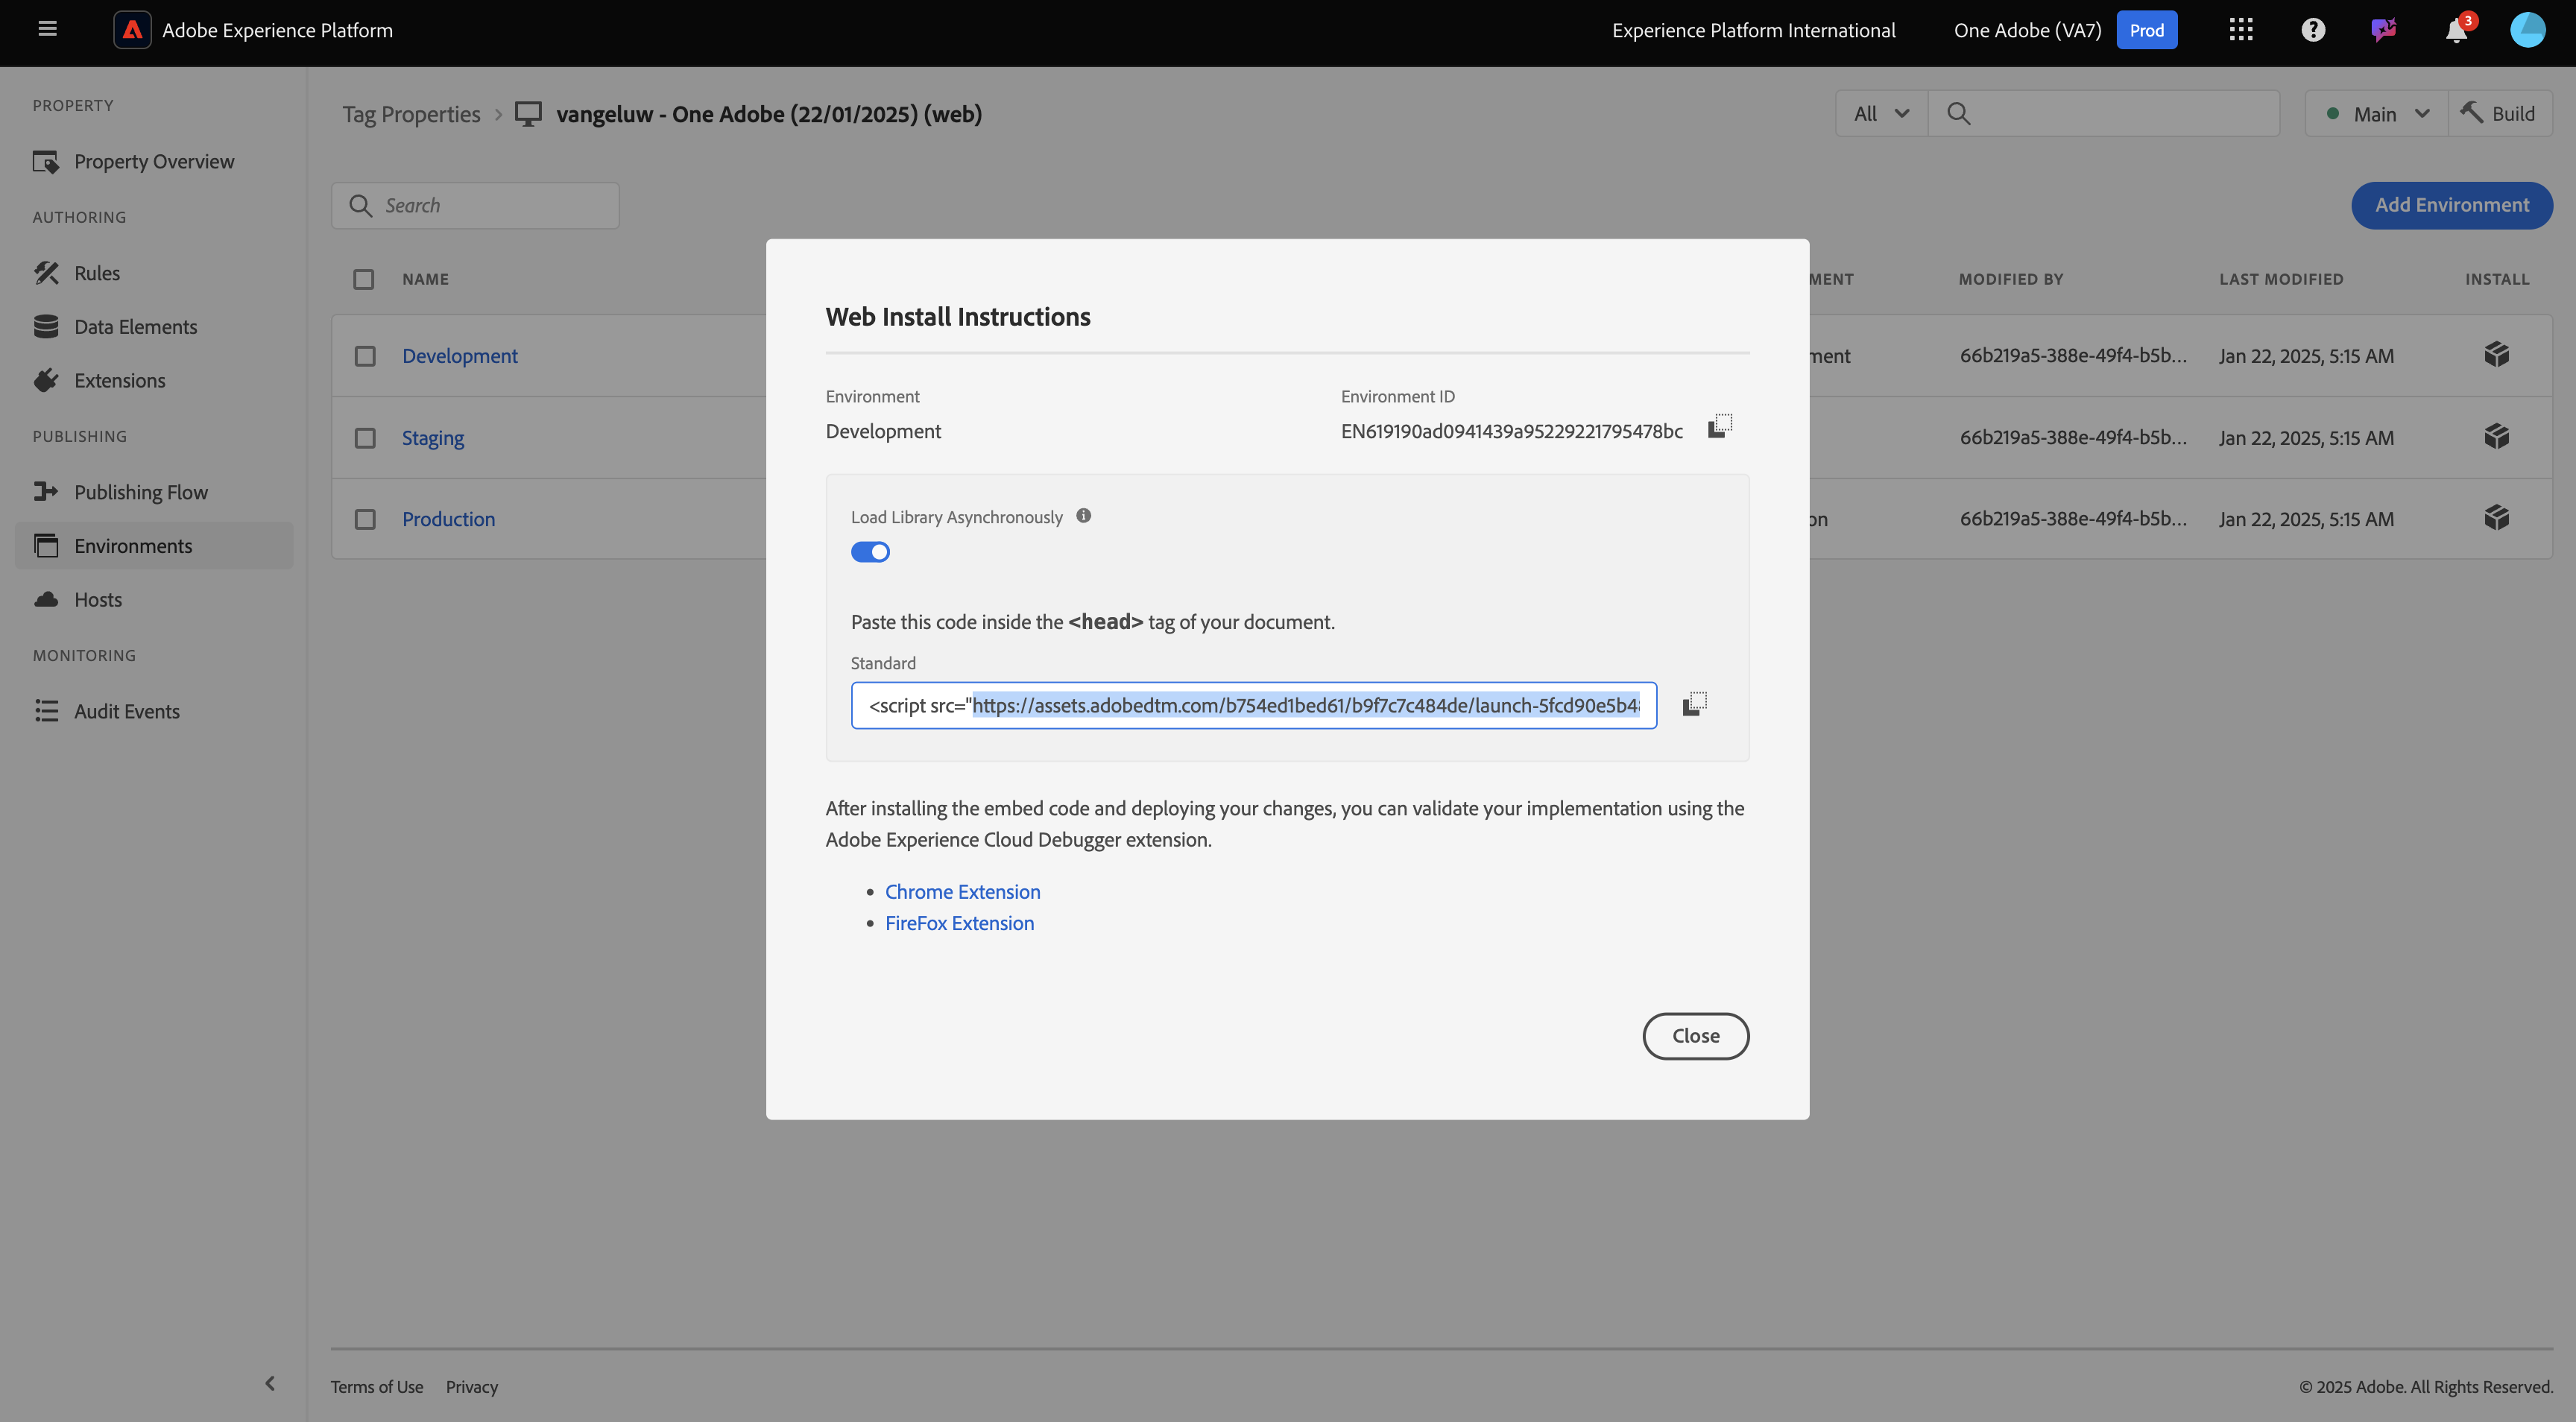 Adobe Experience Platform
Experience Platform International
One Adobe (VA7)
Prod
3
PROPERTY
Property Overview
AUTHORING
Rules
Data Elements
Extensions
PUBLISHING
Publishing Flow
Environments
Hosts
MONITORING
Audit Events
Tag Properties > vangeluw - One Adobe (22/01/2025) (web)
All
Main
Build
Search
Add Environment
NAME
MODIFIED BY
LAST MODIFIED
INSTALL
Development
66b219a5-388e-49f4-b5b...
Jan 22, 2025, 5:15 AM
Staging
66b219a5-388e-49f4-b5b...
Jan 22, 2025, 5:15 AM
Production
66b219a5-388e-49f4-b5b...
Jan 22, 2025, 5:15 AM
Web Install Instructions
Environment
Development
Environment ID
EN619190ad0941439a95229221795478bc
Load Library Asynchronously
Paste this code inside the <head> tag of your document.
Standard
<script src="https://assets.adobedtm.com/b754ed1bed61/b9f7c7c484de/launch-5fcd90e5b4
After installing the embed code and deploying your changes, you can validate your implementation using the
Adobe Experience Cloud Debugger extension.
• Chrome Extension
• FireFox Extension
Close
Terms of Use
Privacy
© 2025 Adobe. All Rights Reserved.